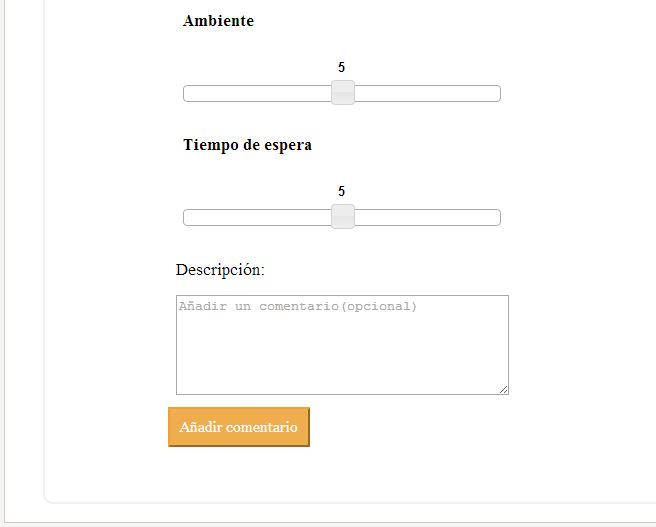 Ambiente
5
Tiempo de espera
5
Descripción:
Añadir un comentario(opcional)
Añadir comentario